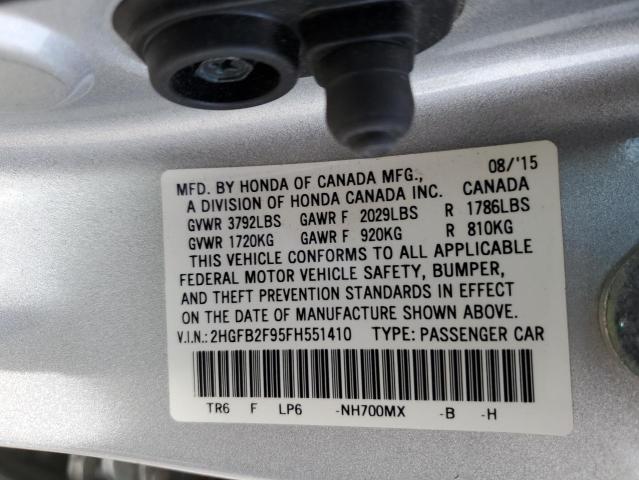 MFD. BY HONDA OF CANADA MFG., 08/'15
A DIVISION OF HONDA CANADA INC. CANADA
GVWR 3792LBS GAWR F 2029LBS R 1786LBS
GVWR 1720KG GAWR F 920KG R 810KG
THIS VEHICLE CONFORMS TO ALL APPLICABLE
FEDERAL MOTOR VEHICLE SAFETY, BUMPER,
AND THEFT PREVENTION STANDARDS IN EFFECT
ON THE DATE OF MANUFACTURE SHOWN ABOVE.
V.I.N.: 2HGFB2F95FH551410 TYPE: PASSENGER CAR
TR6 F LP6 -NH700MX -B -H